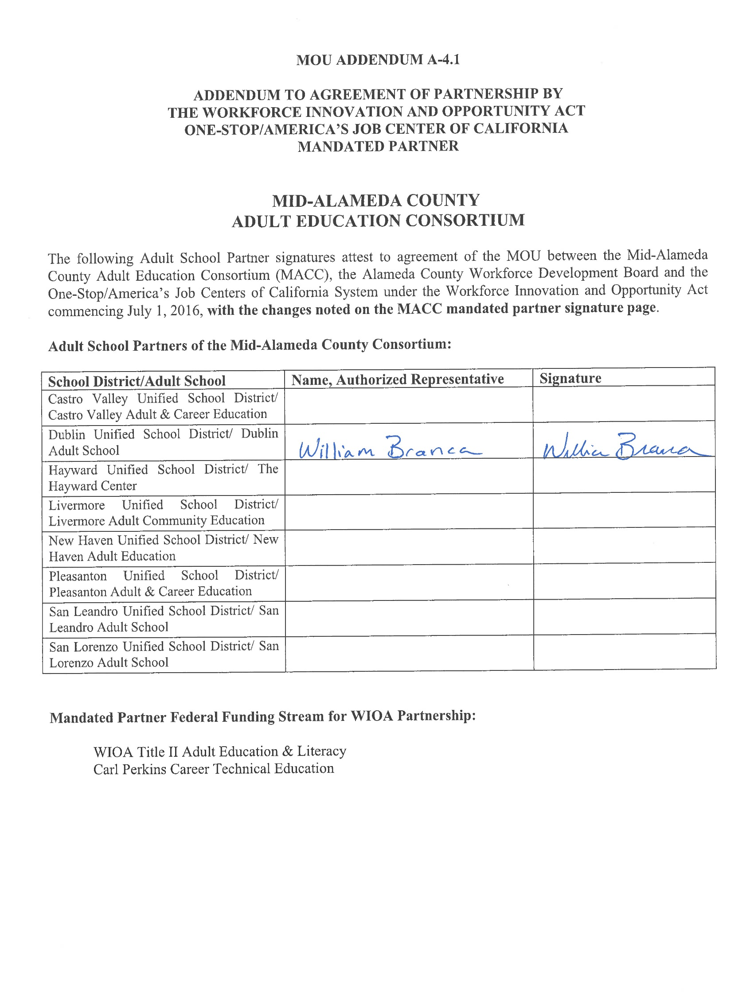 MOU ADDENDUM A-4.1
ADDENDUM TO AGREEMENT OF PARTNERSHIP BY
THE WORKFORCE INNOVATION AND OPPORTUNITY ACT
ONE-STOP/AMERICA'S JOB CENTER OF CALIFORNIA
MANDATED PARTNER
MID-ALAMEDA COUNTY
ADULT EDUCATION CONSORTIUM
The following Adult School Partner signatures attest to agreement of the MOU between the Mid-Alameda
County Adult Education Consortium (MACC), the Alameda County Workforce Development Board and the
One-Stop/America's Job Centers of California System under the Workforce Innovation and Opportunity Act
commencing July 1, 2016, with the changes noted on the MACC mandated partner signature page.
Adult School Partners of the Mid-Alameda County Consortium:
School District/Adult School Name, Authorized Representative Signature
Castro Valley Unified School District/
Castro Valley Adult & Career Education
Dublin Unified School District/ Dublin
Adult School William Branca William Branca
Hayward Unified School District/ The
Hayward Center
Livermore Unified School District/
Livermore Adult Community Education
New Haven Unified School District/ New
Haven Adult Education
Pleasanton Unified School District/
Pleasanton Adult & Career Education
San Leandro Unified School District/ San
Leandro Adult School
San Lorenzo Unified School District/ San
Lorenzo Adult School
Mandated Partner Federal Funding Stream for WIOA Partnership:
WIOA Title II Adult Education & Literacy
Carl Perkins Career Technical Education